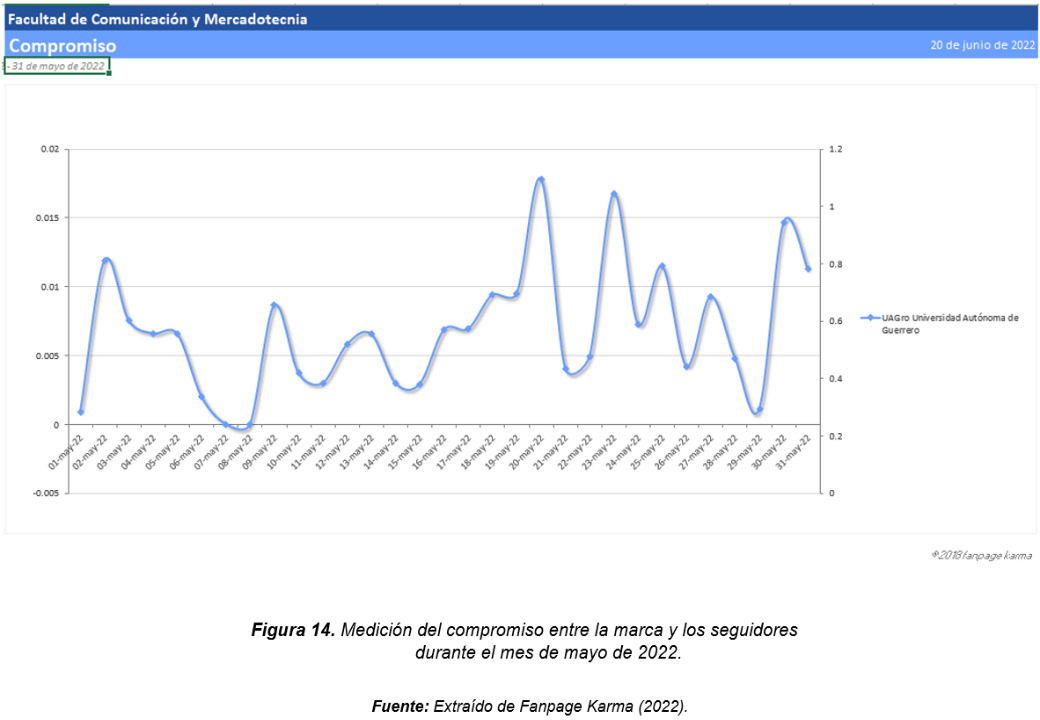 Facultad de Comunicación y Mercadotecnia
Compromiso
20 de junio de 2022
- 31 de mayo de 2022
0.02
0.015
0.01
0.005
0
-0.005
1.2
1
0.8
0.6
0.4
0.2
0
UAGro Universidad Autónoma de
Guerrero
01-may-22
02-may-22
03-may-22
04-may-22
05-may-22
06-may-22
07-may-22
08-may-22
09-may-22
10-may-22
11-may-22
12-may-22
13-may-22
14-may-22
15-may-22
16-may-22
17-may-22
18-may-22
19-may-22
20-may-22
21-may-22
22-may-22
23-may-22
24-may-22
25-may-22
26-may-22
27-may-22
28-may-22
29-may-22
30-may-22
31-may-22
©2018 fanpage karma
Figura 14. Medición del compromiso entre la marca y los seguidores
durante el mes de mayo de 2022.
Fuente: Extraído de Fanpage Karma (2022).